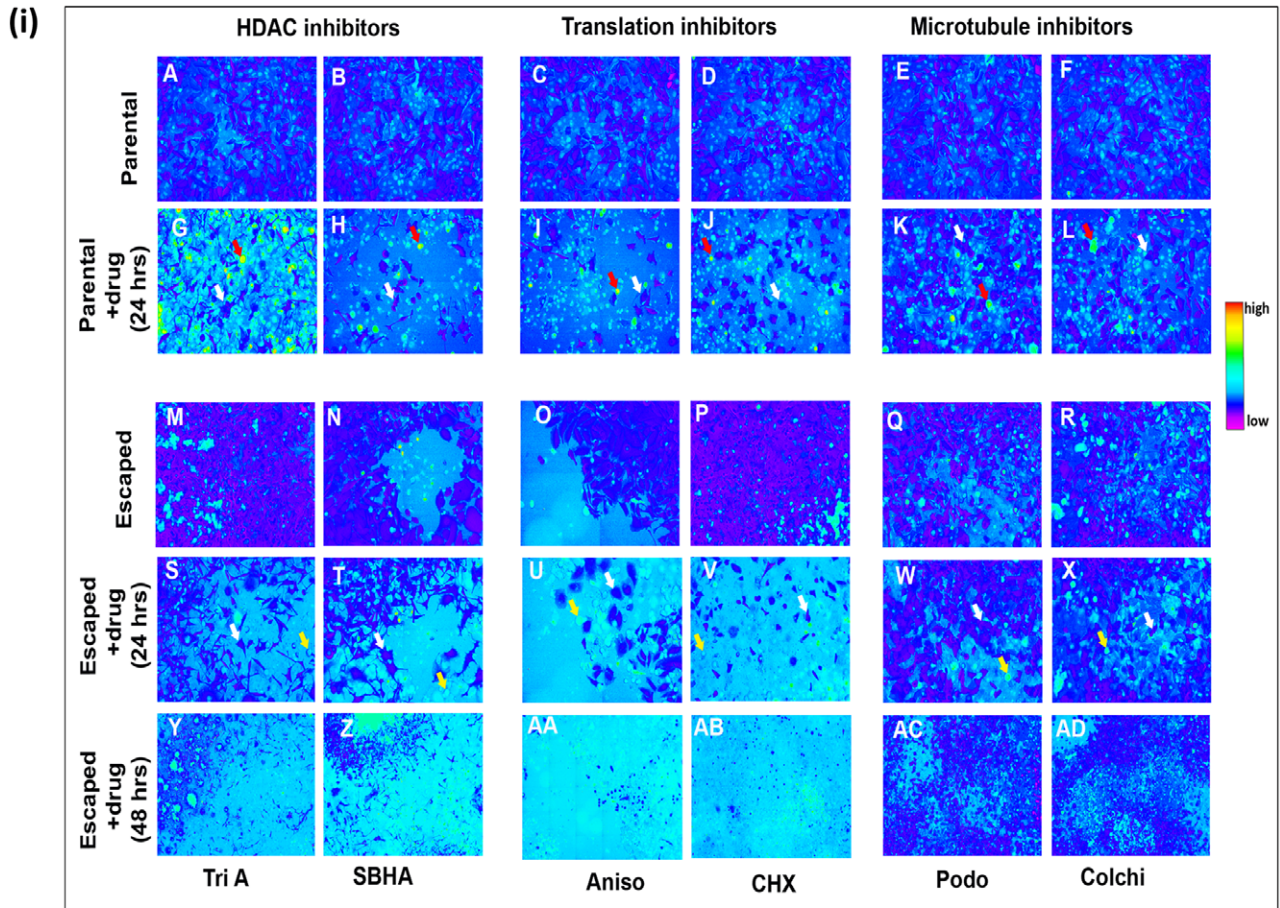 (i)
HDAC inhibitors Translation inhibitors Microtubule inhibitors
Parental
A B C D E F
Parental
+drug
(24 hrs)
G H I J K L
high
low
Escaped
M N O P Q R
Escaped
+drug
(24 hrs)
S T U V W X
Escaped
+drug
(48 hrs)
Y Z AA AB AC AD
Tri A SBHA Aniso CHX Podo Colchi